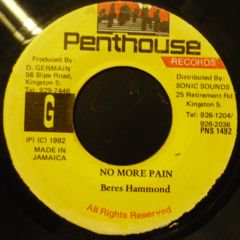 Penthouse
RECORDS
Produced By:
D. GERMAIN
56 Slipe Road,
Kingston 5.
Tel. 929-7446
Distributed By:
SONIC SOUNDS
25 Retirement Rd.
Kingston 5.
Tel: 926-1204/
926-2036
PNS 1492
G
(P) (C) 1992
MADE IN
JAMAICA
NO MORE PAIN
Beres Hammond
All Rights Reserved